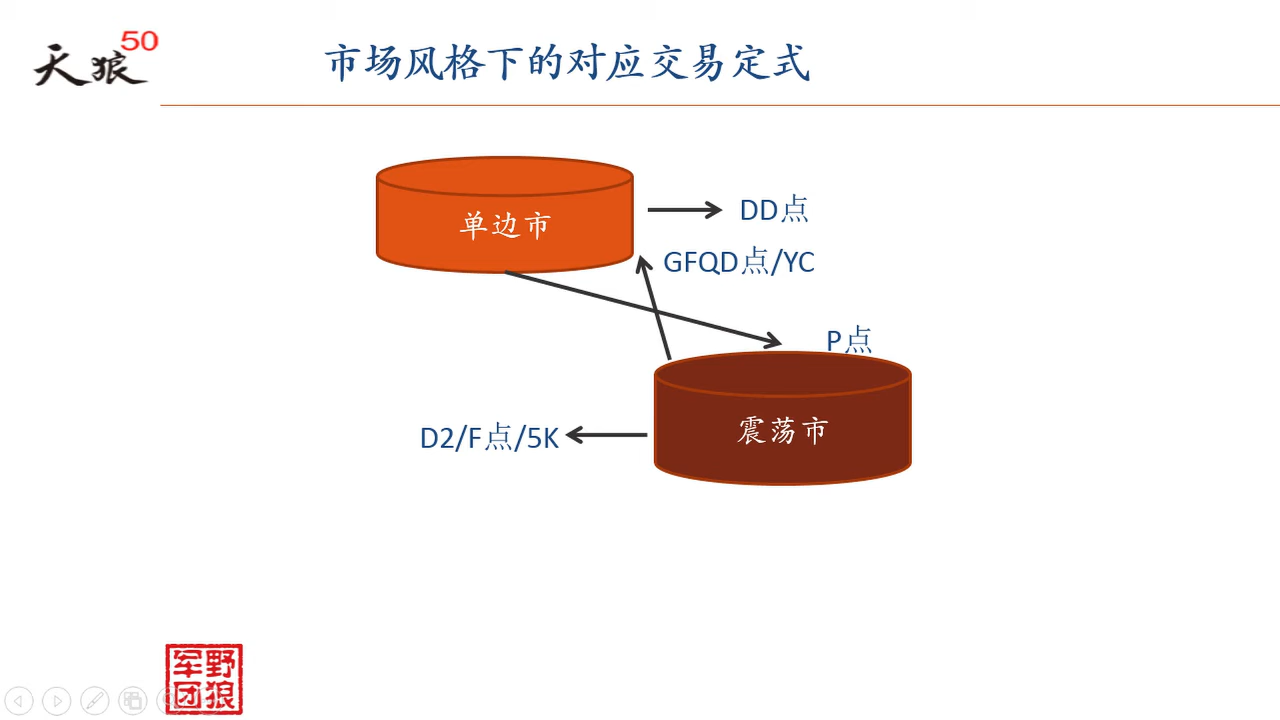 天狼50
市场风格下的对应交易定式
单边市
DD点
GFQD点/YC
P点
震荡市
D2/F点/5K
野狼军团